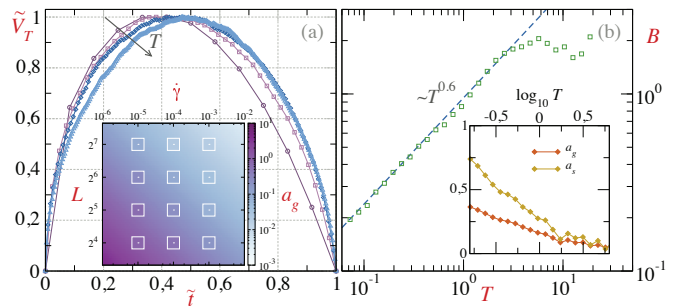 1
Ṽ_T
0,8
0,6
0,4
0,2
0
T
(a)
γ̇
10^-6 10^-5 10^-4 10^-3 10^-2
2^7
2^6
2^5
2^4
L
a_g
10^1
10^0
10^-1
10^-2
10^-3
0 0,2 0,4 0,6 0,8 1
t̃
(b)
B
~T^0.6
10^0
log_10 T
-0.5 0 0.5
1
0.5
0
a_g
a_s
10^-1 10^0 10^1 10^2
T